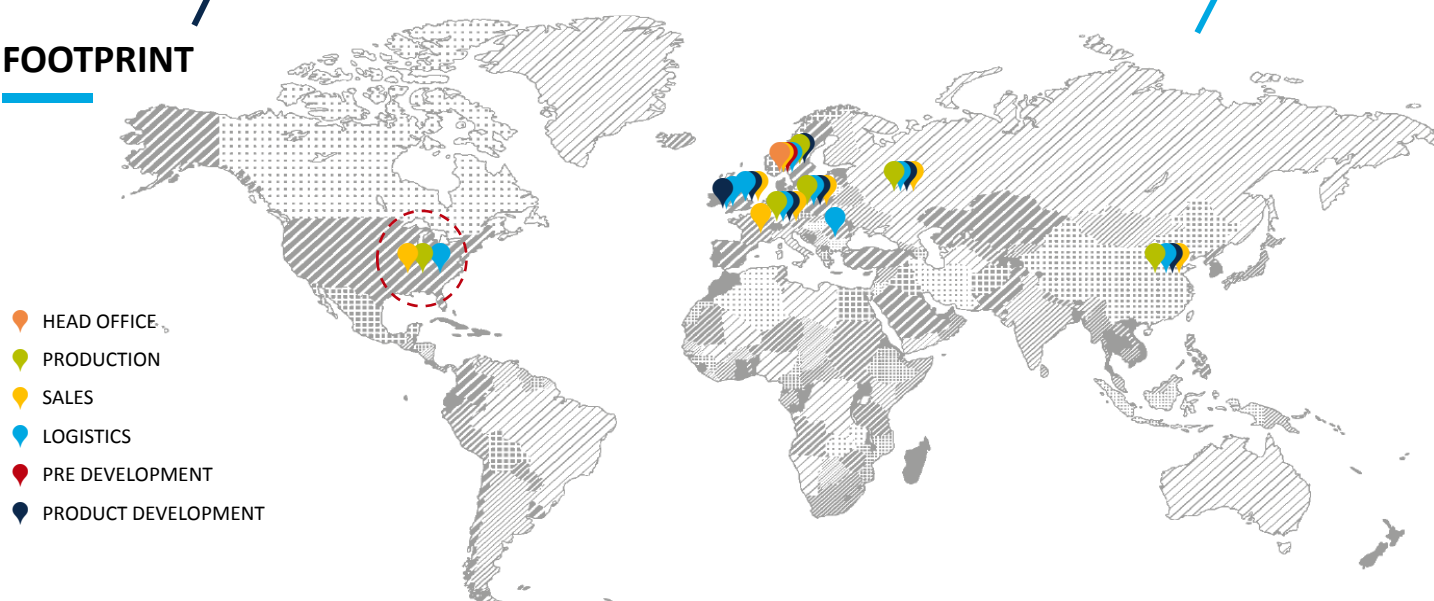 FOOTPRINT
HEAD OFFICE
PRODUCTION
SALES
LOGISTICS
PRE DEVELOPMENT
PRODUCT DEVELOPMENT